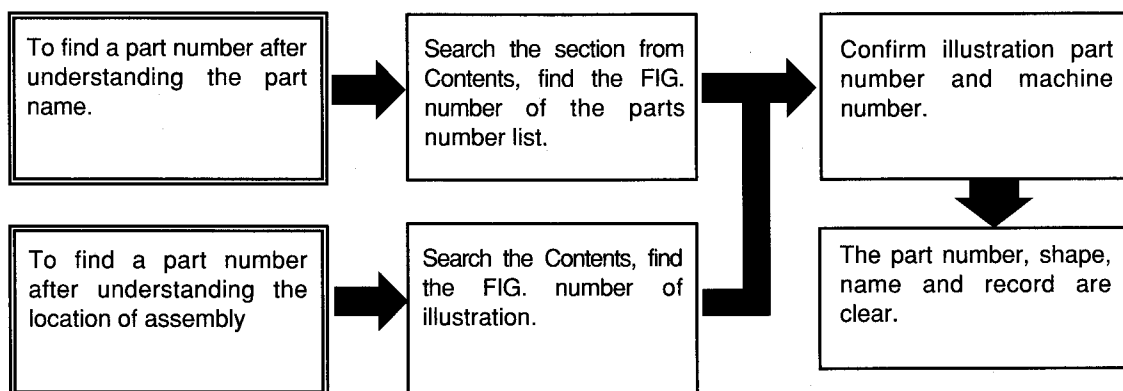 To find a part number after
understanding the part
name.
Search the section from
Contents, find the FIG.
number of the parts
number list.
Confirm illustration part
number and machine
number.
To find a part number
after understanding the
location of assembly
Search the Contents, find
the FIG. number of
illustration.
The part number, shape,
name and record are
clear.